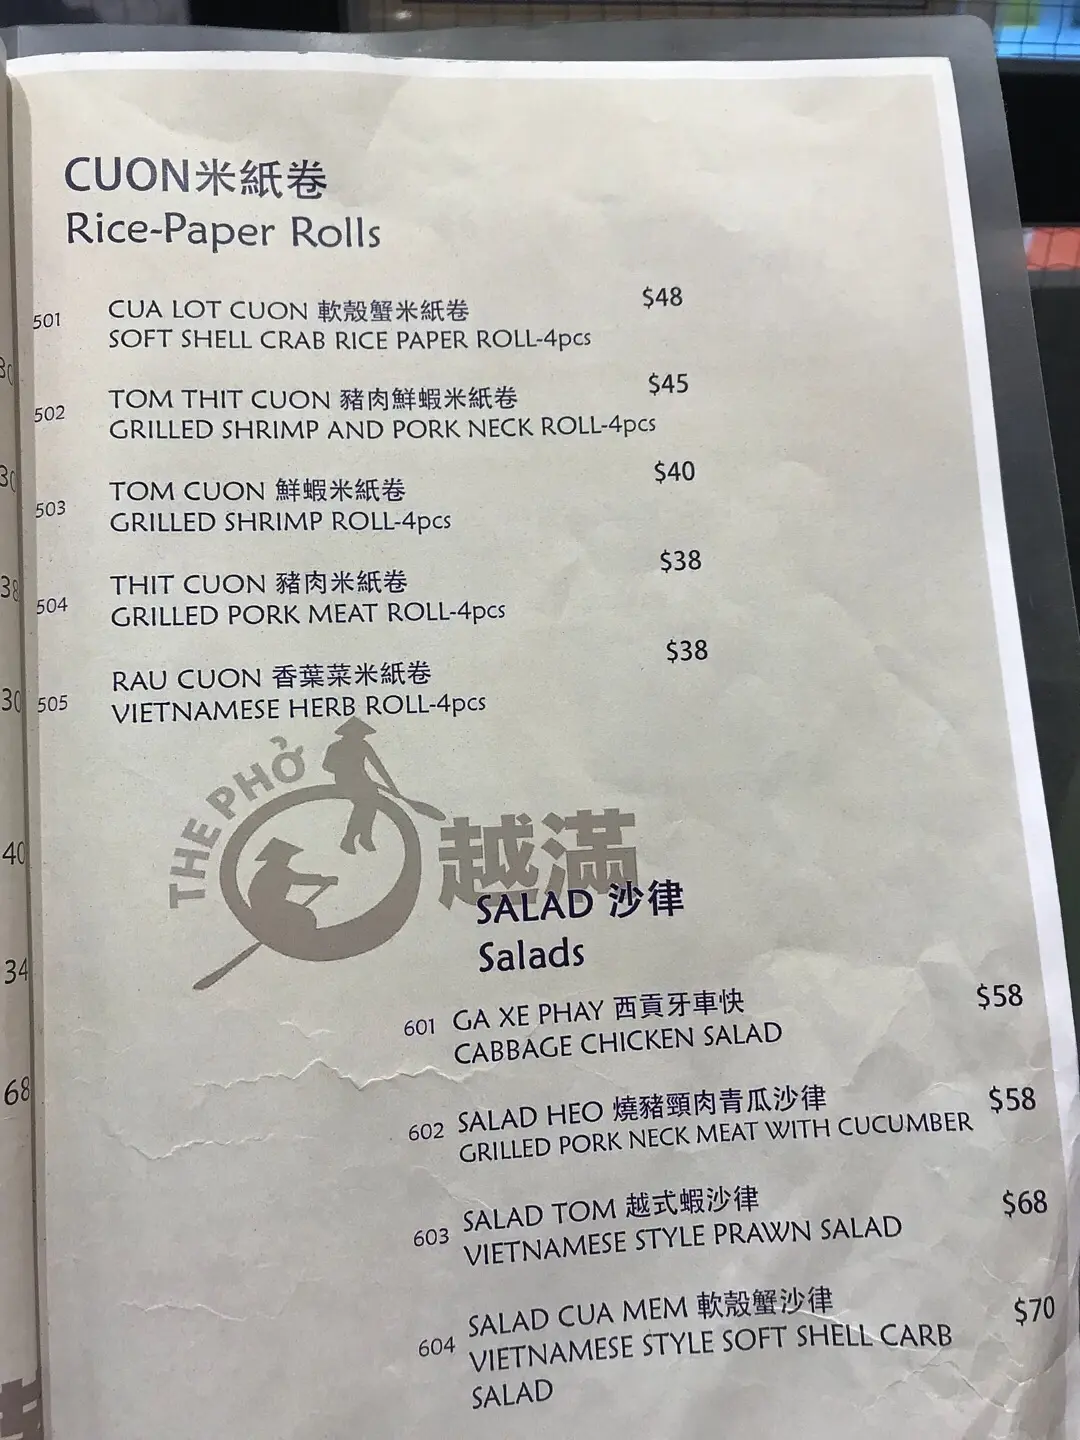 CUON米紙卷
Rice-Paper Rolls
501 CUA LOT CUON 軟殼蟹米紙卷 $48
SOFT SHELL CRAB RICE PAPER ROLL-4pcs
502 TOM THIT CUON 豬肉鮮蝦米紙卷 $45
GRILLED SHRIMP AND PORK NECK ROLL-4pcs
503 TOM CUON 鮮蝦米紙卷 $40
GRILLED SHRIMP ROLL-4pcs
504 THIT CUON 豬肉米紙卷 $38
GRILLED PORK MEAT ROLL-4pcs
505 RAU CUON 香葉菜米紙卷 $38
VIETNAMESE HERB ROLL-4pcs
THE PHỞ
越滿
SALAD 沙律
Salads
601 GA XE PHAY 西貢牙車快 $58
CABBAGE CHICKEN SALAD
602 SALAD HEO 燒豬頸肉青瓜沙律 $58
GRILLED PORK NECK MEAT WITH CUCUMBER
603 SALAD TOM 越式蝦沙律 $68
VIETNAMESE STYLE PRAWN SALAD
604 SALAD CUA MEM 軟殼蟹沙律 $70
VIETNAMESE STYLE SOFT SHELL CARB
SALAD
30
30
38
30
40
34
68